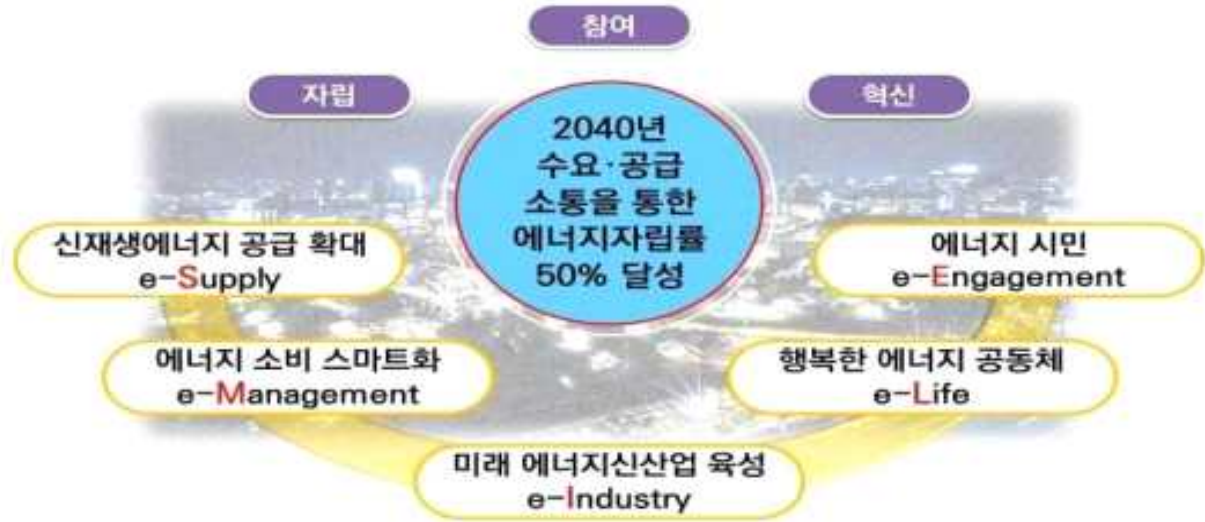 참여
자립
혁신
2040년
수요·공급
소통을 통한
에너지자립률
50% 달성
신재생에너지 공급 확대
e-Supply
에너지 시민
e-Engagement
에너지 소비 스마트화
e-Management
행복한 에너지 공동체
e-Life
미래 에너지신산업 육성
e-Industry